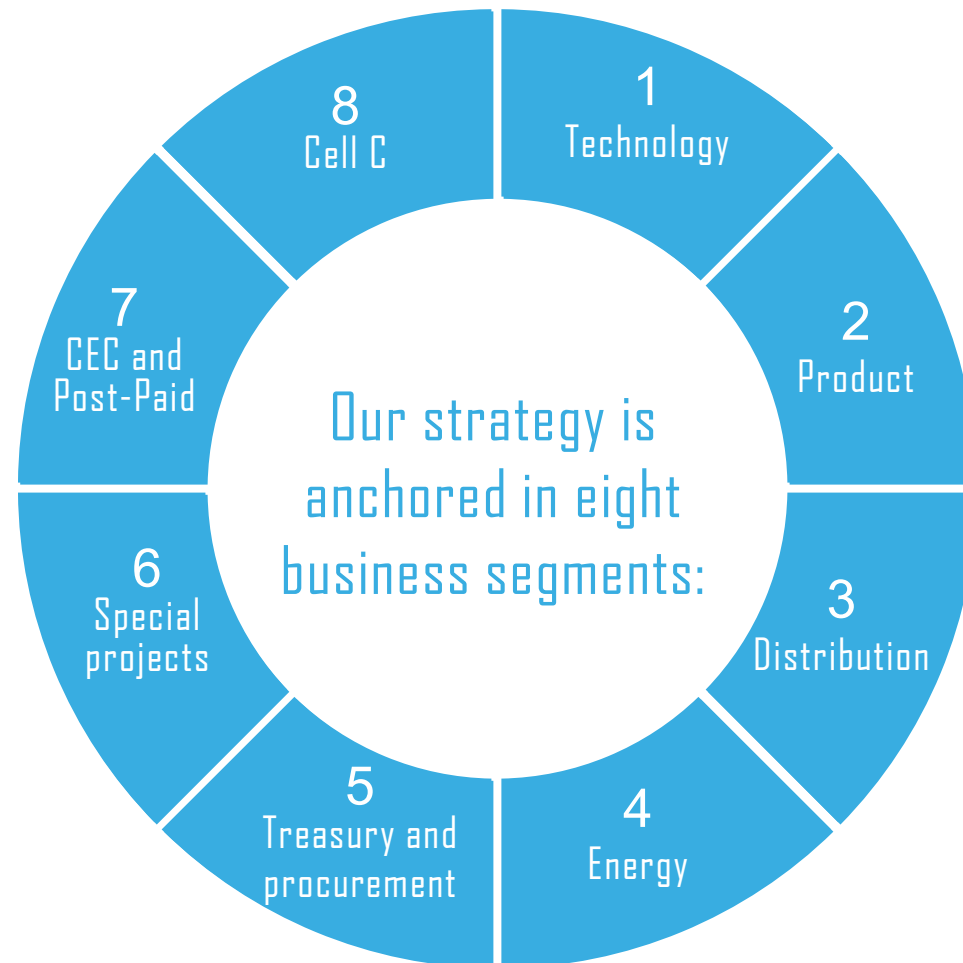 Our strategy is
anchored in eight
business segments:
1
Technology
2
Product
3
Distribution
4
Energy
5
Treasury and
procurement
6
Special
projects
7
CEC and
Post-Paid
8
Cell C